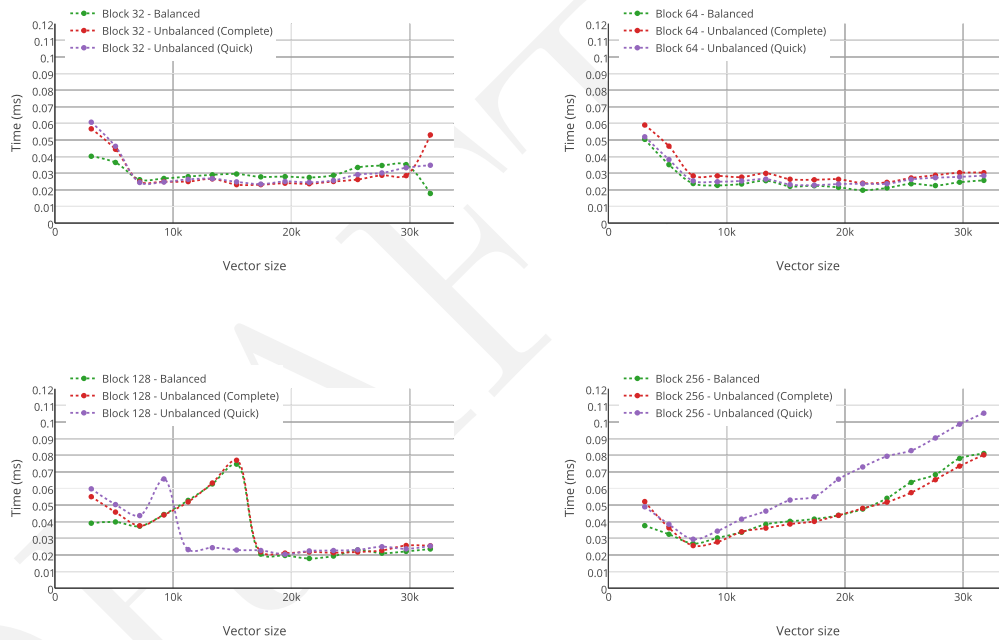 Block 32 - Balanced
Block 32 - Unbalanced (Complete)
Block 32 - Unbalanced (Quick)
0.12
0.11
0.1
0.09
0.08
0.07
0.06
0.05
0.04
0.03
0.02
0.01
0
Time (ms)
0 10k 20k 30k
Vector size
Block 64 - Balanced
Block 64 - Unbalanced (Complete)
Block 64 - Unbalanced (Quick)
0.12
0.11
0.1
0.09
0.08
0.07
0.06
0.05
0.04
0.03
0.02
0.01
0
Time (ms)
0 10k 20k 30k
Vector size
Block 128 - Balanced
Block 128 - Unbalanced (Complete)
Block 128 - Unbalanced (Quick)
0.12
0.11
0.1
0.09
0.08
0.07
0.06
0.05
0.04
0.03
0.02
0.01
0
Time (ms)
0 10k 20k 30k
Vector size
Block 256 - Balanced
Block 256 - Unbalanced (Complete)
Block 256 - Unbalanced (Quick)
0.12
0.11
0.1
0.09
0.08
0.07
0.06
0.05
0.04
0.03
0.02
0.01
0
Time (ms)
0 10k 20k 30k
Vector size